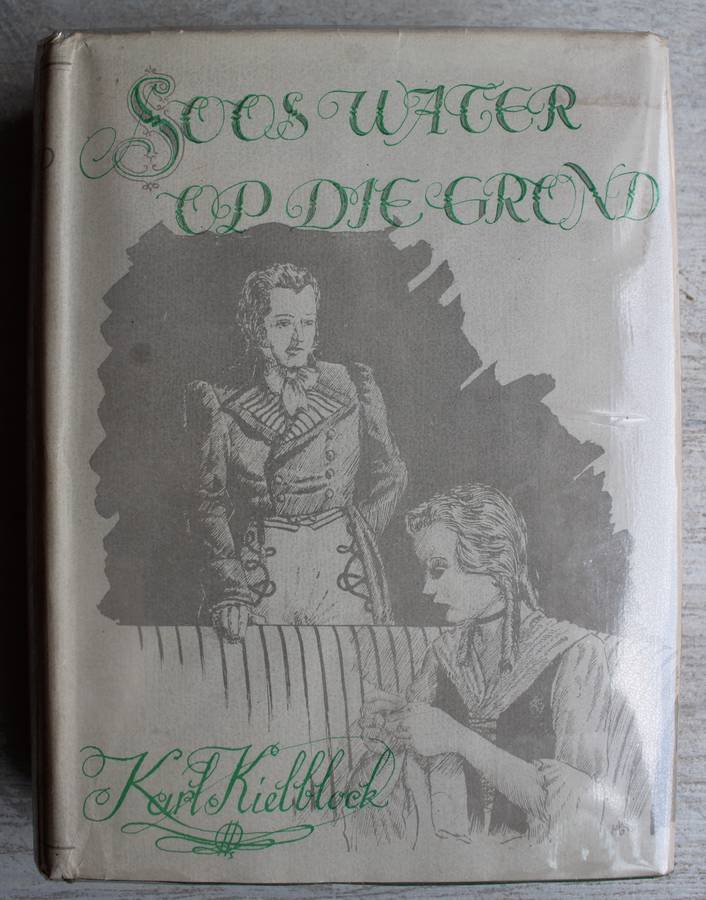 SOOS WATER
OP DIE GROND
Karl Kielblock